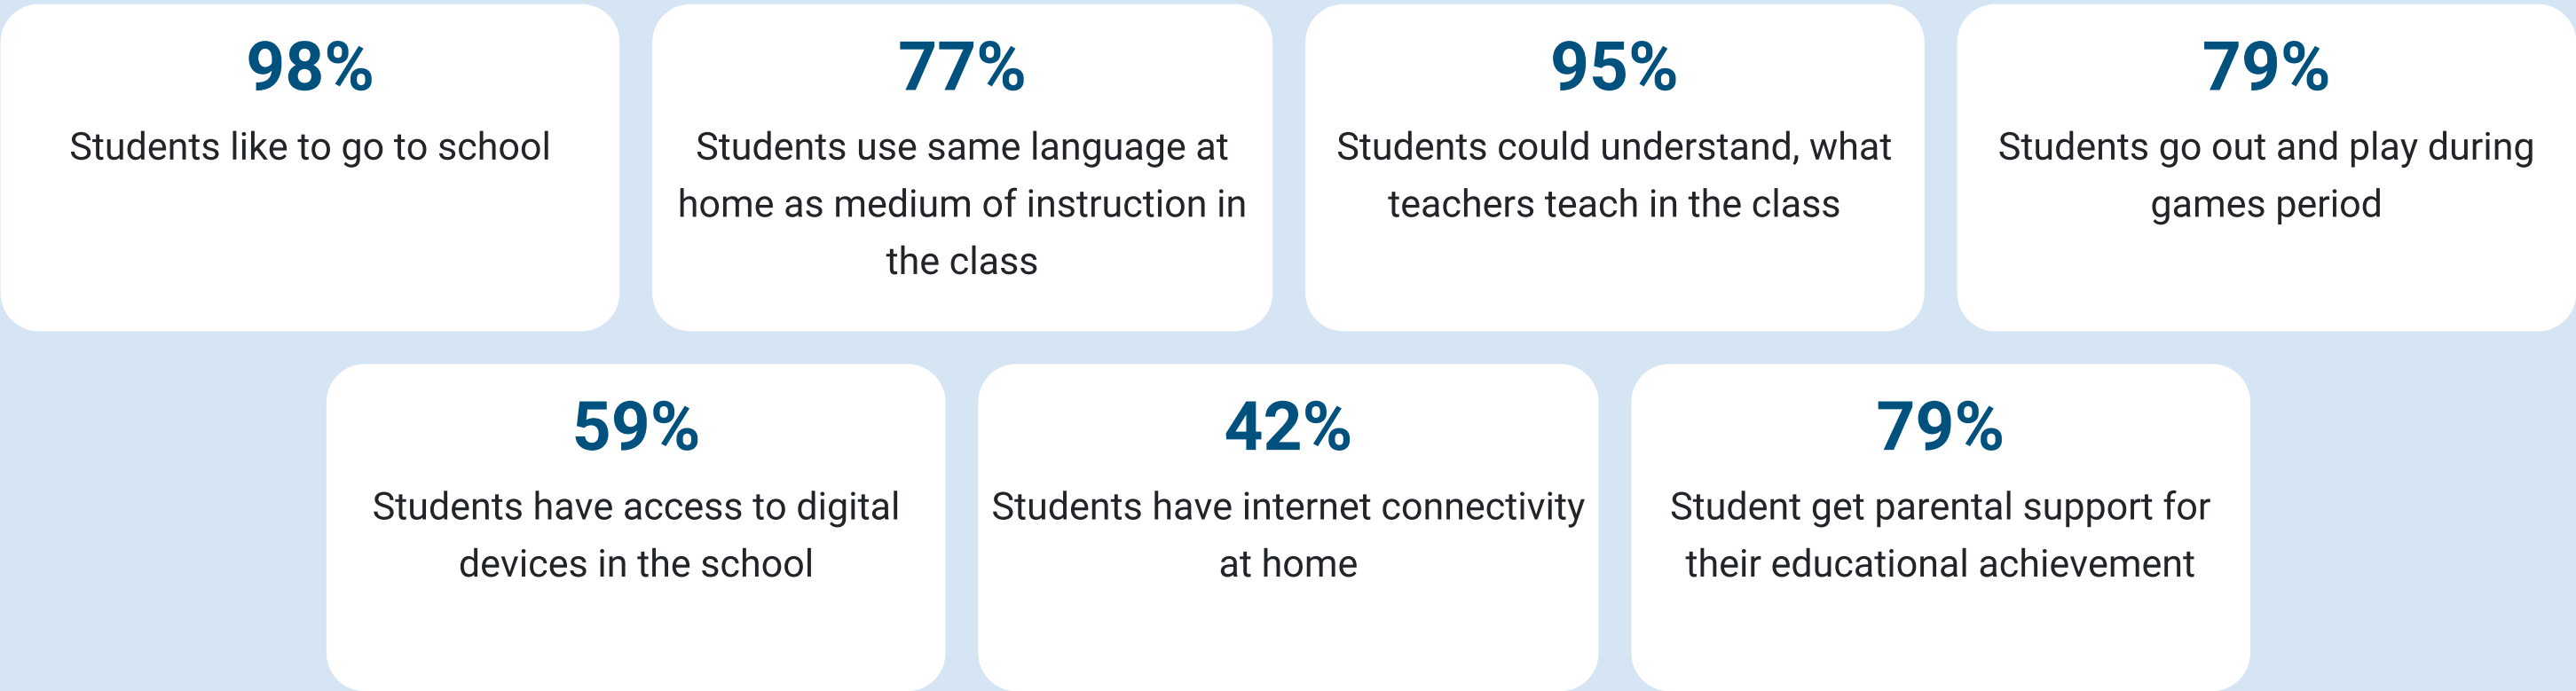 98%
Students like to go to school
77%
Students use same language at
home as medium of instruction in
the class
95%
Students could understand, what
teachers teach in the class
79%
Students go out and play during
games period
59%
Students have access to digital
devices in the school
42%
Students have internet connectivity
at home
79%
Student get parental support for
their educational achievement